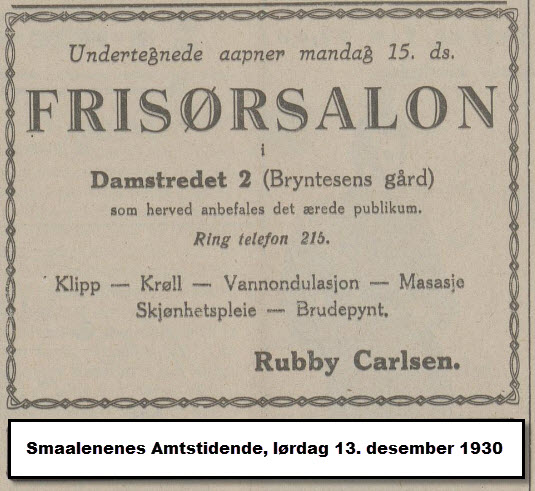 Undertegnede aapner mandag 15. ds.
FRISØRSALON
i
Damstredet 2 (Bryntesens gård)
som herved anbefales det ærede publikum.
Ring telefon 215.
Klipp — Krøll — Vannondulasjon — Masasje
Skjønhetspleie — Brudepynt.
Rubby Carlsen.
Smaalenenes Amtstidende, lørdag 13. desember 1930